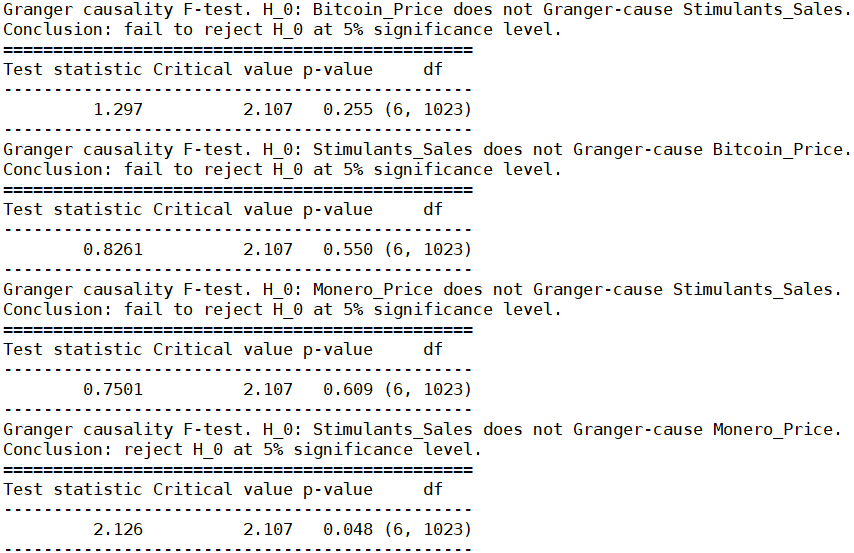 Granger causality F-test. H_0: Bitcoin_Price does not Granger-cause Stimulants_Sales.
Conclusion: fail to reject H_0 at 5% significance level.
===============================================
Test statistic Critical value p-value     df
-----------------------------------------------
         1.297          2.107   0.255 (6, 1023)
-----------------------------------------------
Granger causality F-test. H_0: Stimulants_Sales does not Granger-cause Bitcoin_Price.
Conclusion: fail to reject H_0 at 5% significance level.
===============================================
Test statistic Critical value p-value     df
-----------------------------------------------
        0.8261          2.107   0.550 (6, 1023)
-----------------------------------------------
Granger causality F-test. H_0: Monero_Price does not Granger-cause Stimulants_Sales.
Conclusion: fail to reject H_0 at 5% significance level.
===============================================
Test statistic Critical value p-value     df
-----------------------------------------------
        0.7501          2.107   0.609 (6, 1023)
-----------------------------------------------
Granger causality F-test. H_0: Stimulants_Sales does not Granger-cause Monero_Price.
Conclusion: reject H_0 at 5% significance level.
===============================================
Test statistic Critical value p-value     df
-----------------------------------------------
         2.126          2.107   0.048 (6, 1023)
-----------------------------------------------